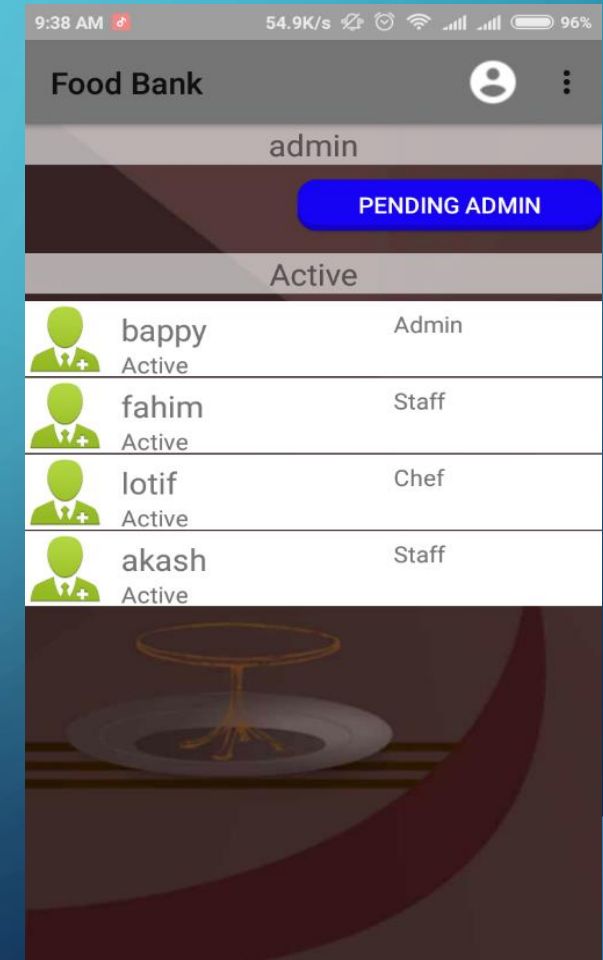 9:38 AM 54.9K/s 96%
Food Bank
admin
PENDING ADMIN
Active
bappy Admin
Active
fahim Staff
Active
lotif Chef
Active
akash Staff
Active